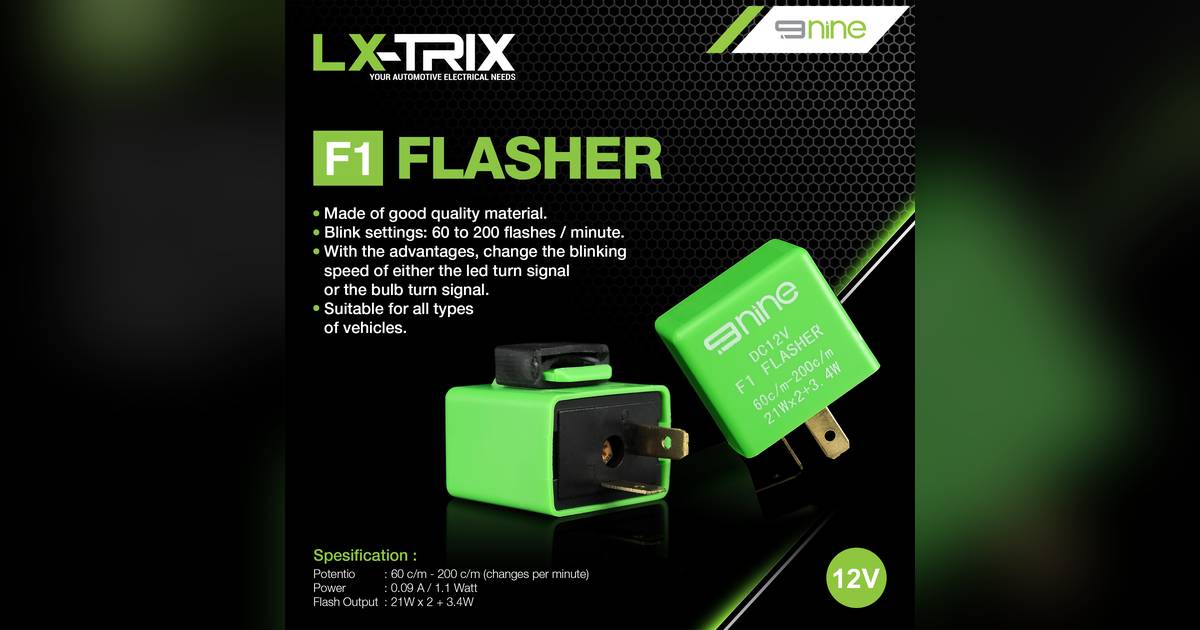 LX-TRIX
YOUR AUTOMOTIVE ELECTRICAL NEEDS
9nine
F1 FLASHER
• Made of good quality material.
• Blink settings: 60 to 200 flashes / minute.
• With the advantages, change the blinking
speed of either the led turn signal
or the bulb turn signal.
• Suitable for all types
of vehicles.
9nine
DC12V
F1 FLASHER
60c/m-200c/m
21Wx2+3.4W
Spesification :
Potentio : 60 c/m - 200 c/m (changes per minute)
Power : 0.09 A / 1.1 Watt
Flash Output : 21W x 2 + 3.4W
12V